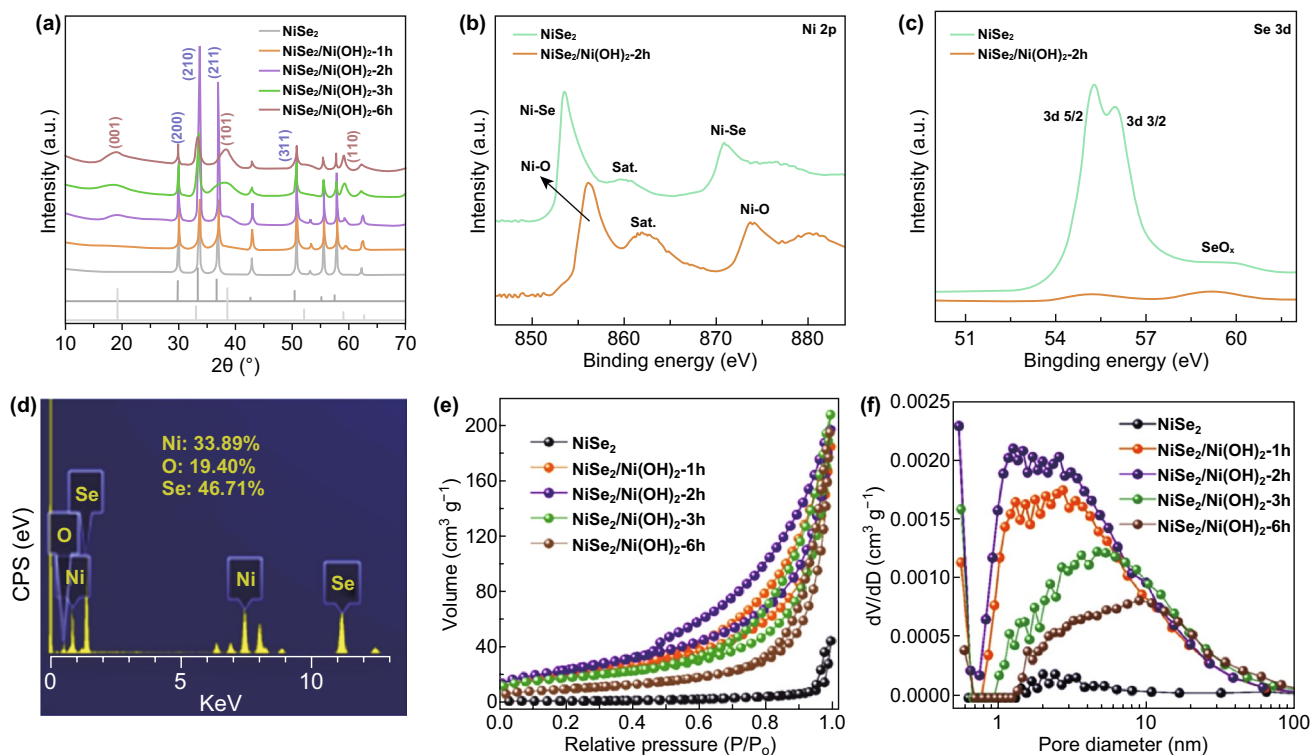 (a)
NiSe₂
NiSe₂/Ni(OH)₂-1h
NiSe₂/Ni(OH)₂-2h
NiSe₂/Ni(OH)₂-3h
NiSe₂/Ni(OH)₂-6h
(001)
(200)
(210)
(211)
(101)
(311)
(110)
Intensity (a.u.)
10 20 30 40 50 60 70
2θ (°)
(b)
Ni 2p
NiSe₂
NiSe₂/Ni(OH)₂-2h
Ni-Se
Ni-Se
Ni-O
Sat.
Sat.
Ni-O
Intensity (a.u.)
850 860 870 880
Binding energy (eV)
(c)
Se 3d
NiSe₂
NiSe₂/Ni(OH)₂-2h
3d 5/2
3d 3/2
SeOₓ
Intensity (a.u.)
51 54 57 60
Bingding energy (eV)
(d)
Ni: 33.89%
O: 19.40%
Se: 46.71%
Se
O
Ni
Ni
Se
CPS (eV)
0 5 10
KeV
(e)
200
160
120
80
40
0
NiSe₂
NiSe₂/Ni(OH)₂-1h
NiSe₂/Ni(OH)₂-2h
NiSe₂/Ni(OH)₂-3h
NiSe₂/Ni(OH)₂-6h
Volume (cm³ g⁻¹)
0.0 0.2 0.4 0.6 0.8 1.0
Relative pressure (P/Pₒ)
(f)
0.0025
0.0020
0.0015
0.0010
0.0005
0.0000
NiSe₂
NiSe₂/Ni(OH)₂-1h
NiSe₂/Ni(OH)₂-2h
NiSe₂/Ni(OH)₂-3h
NiSe₂/Ni(OH)₂-6h
dV/dD (cm³ g⁻¹)
1 10 100
Pore diameter (nm)